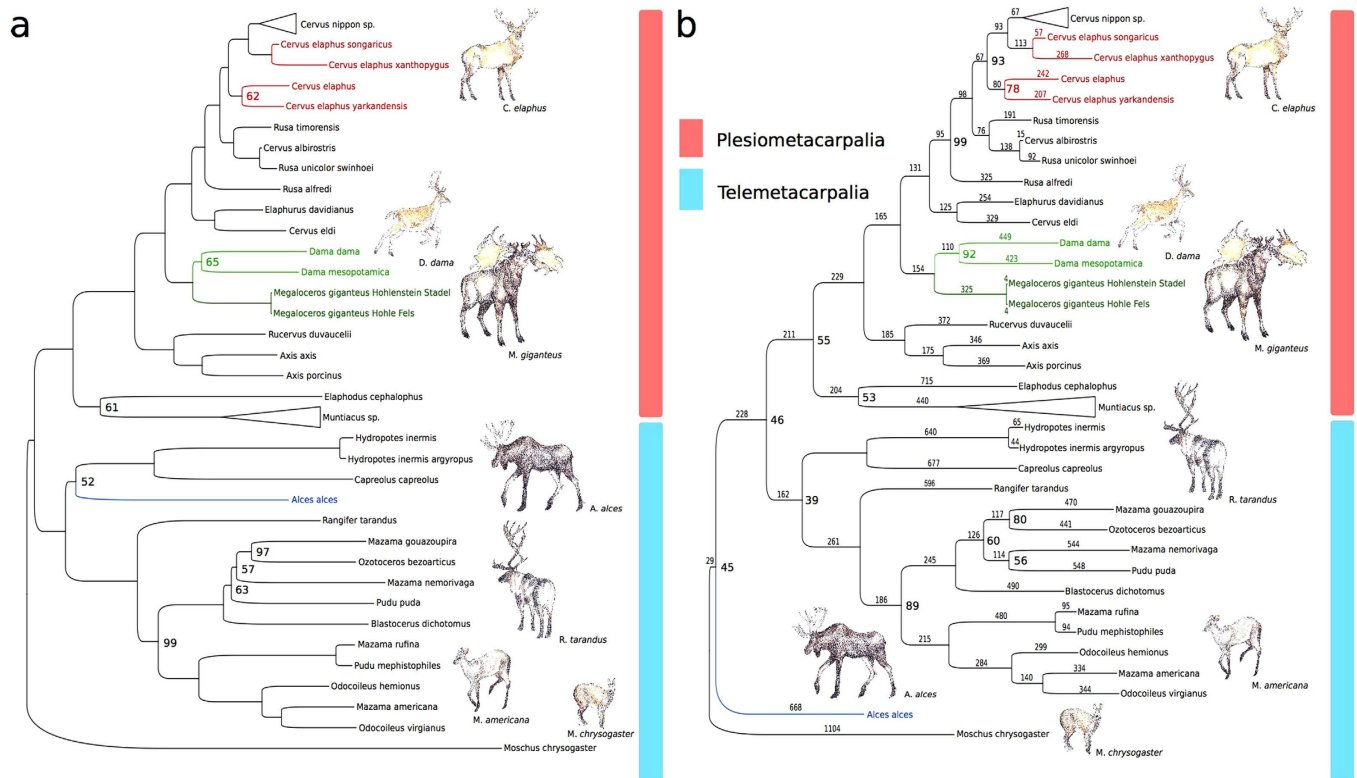 a
Cervus nippon sp.
Cervus elaphus songaricus
Cervus elaphus xanthopygus
Cervus elaphus
62
Cervus elaphus yarkandensis
C. elaphus
Rusa timorensis
Cervus albirostris
Rusa unicolor swinhoei
Rusa alfredi
Elaphurus davidianus
Cervus eldi
D. dama
Dama dama
65
Dama mesopotamica
Megaloceros giganteus Hohlenstein Stadel
Megaloceros giganteus Hohle Fels
M. giganteus
Rucervus duvaucelii
Axis axis
Axis porcinus
Elaphodus cephalophus
61
Muntiacus sp.
Hydropotes inermis
Hydropotes inermis argyropus
Capreolus capreolus
52
Alces alces
A. alces
Rangifer tarandus
Mazama gouazoupira
97
Ozotoceros bezoarticus
57
Mazama nemorivaga
63
Pudu puda
Blastocerus dichotomus
R. tarandus
99
Mazama rufina
Pudu mephistophiles
Odocoileus hemionus
Mazama americana
Odocoileus virgianus
M. americana
M. chrysogaster
Moschus chrysogaster
Plesiometacarpalia
Telemetacarpalia
b
67
Cervus nippon sp.
93
57
Cervus elaphus songaricus
113
268
Cervus elaphus xanthopygus
67
93
242
Cervus elaphus
80
78
207
Cervus elaphus yarkandensis
C. elaphus
98
191
Rusa timorensis
76
15
Cervus albirostris
138
92
Rusa unicolor swinhoei
95
99
325
Rusa alfredi
131
254
Elaphurus davidianus
125
329
Cervus eldi
165
D. dama
449
Dama dama
110
92
423
Dama mesopotamica
154
4
Megaloceros giganteus Hohlenstein Stadel
325
Megaloceros giganteus Hohle Fels
4
M. giganteus
229
372
Rucervus duvaucelii
185
346
Axis axis
175
369
Axis porcinus
211
55
715
Elaphodus cephalophus
204
53
440
Muntiacus sp.
228
46
65
Hydropotes inermis
640
44
Hydropotes inermis argyropus
677
Capreolus capreolus
162
39
596
Rangifer tarandus
R. tarandus
261
470
Mazama gouazoupira
117
80
441
Ozotoceros bezoarticus
126
60
544
Mazama nemorivaga
114
56
548
Pudu puda
245
490
Blastocerus dichotomus
186
89
95
Mazama rufina
480
94
Pudu mephistophiles
215
299
Odocoileus hemionus
284
334
Mazama americana
140
344
Odocoileus virgianus
M. americana
29
45
A. alces
668
Alces alces
1104
Moschus chrysogaster
M. chrysogaster